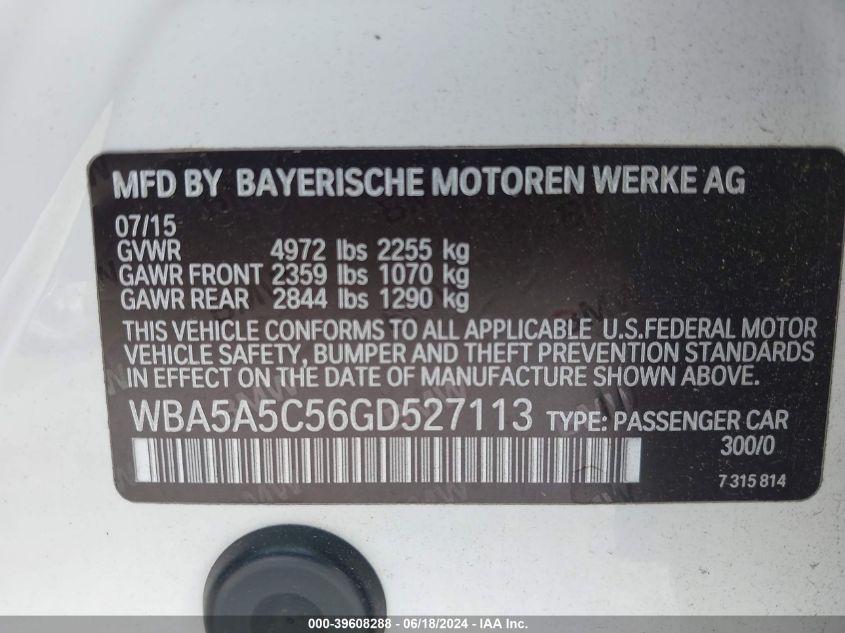 MFD BY BAYERISCHE MOTOREN WERKE AG
07/15
GVWR 4972 lbs 2255 kg
GAWR FRONT 2359 lbs 1070 kg
GAWR REAR 2844 lbs 1290 kg
THIS VEHICLE CONFORMS TO ALL APPLICABLE U.S.FEDERAL MOTOR
VEHICLE SAFETY, BUMPER AND THEFT PREVENTION STANDARDS
IN EFFECT ON THE DATE OF MANUFACTURE SHOWN ABOVE.
WBA5A5C56GD527113 TYPE: PASSENGER CAR
300/0
7 315 814
000-39608288 - 06/18/2024 - IAA Inc.